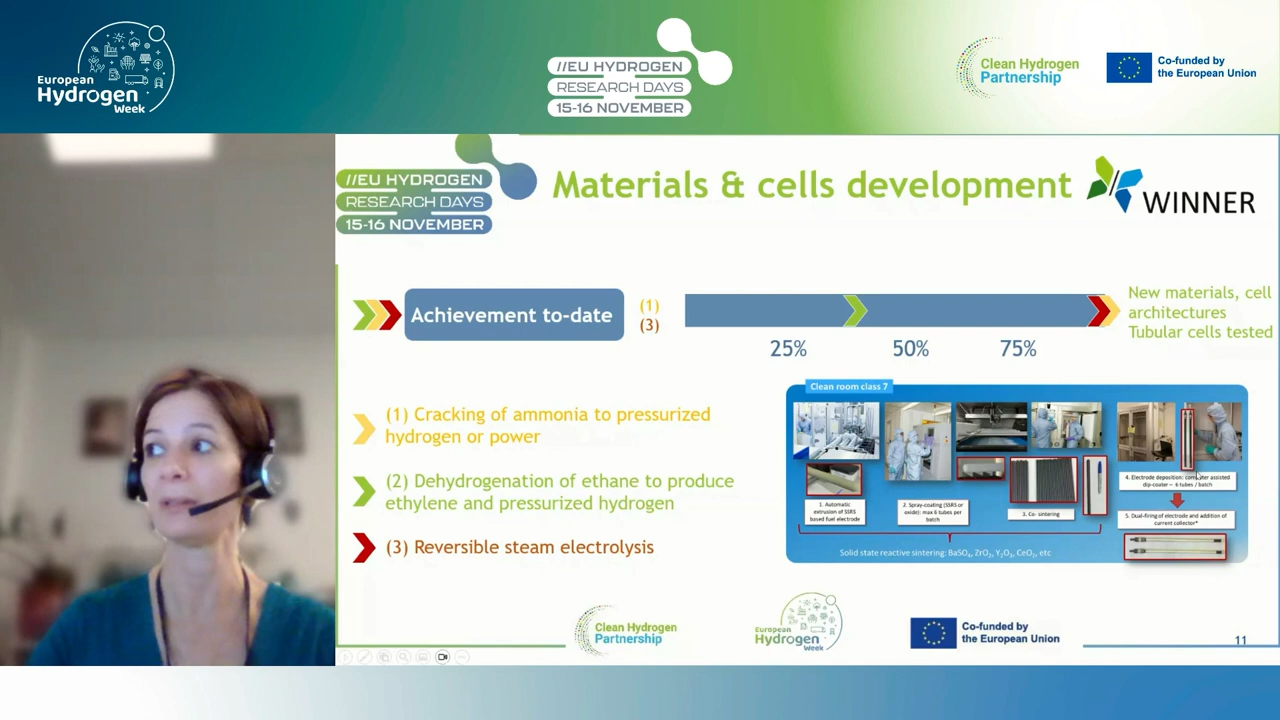 European
Hydrogen
Week
//EU HYDROGEN
RESEARCH DAYS
15-16 NOVEMBER
Clean Hydrogen
Partnership
Co-funded by
the European Union
//EU HYDROGEN
RESEARCH DAYS
15-16 NOVEMBER
Materials & cells development
WINNER
Achievement to-date
(1)
(3)
25%
50%
75%
New materials, cell
architectures
Tubular cells tested
(1) Cracking of ammonia to pressurized
hydrogen or power
(2) Dehydrogenation of ethane to produce
ethylene and pressurized hydrogen
(3) Reversible steam electrolysis
Clean room class 7
1. Automatic
extrusion of SSRS
based fuel electrode
2. Spray-coating (SSRS or
oxide): max 6 tubes per
batch
3. Co- sintering
4. Electrode deposition: computer assisted
dip-coater – 6 tubes / batch
5. Dual-firing of electrode and addition of
current collector*
Solid state reactive sintering: BaSO₄, ZrO₂, Y₂O₃, CeO₂, etc
Clean Hydrogen
Partnership
European
Hydrogen
Week
Co-funded by
the European Union
11